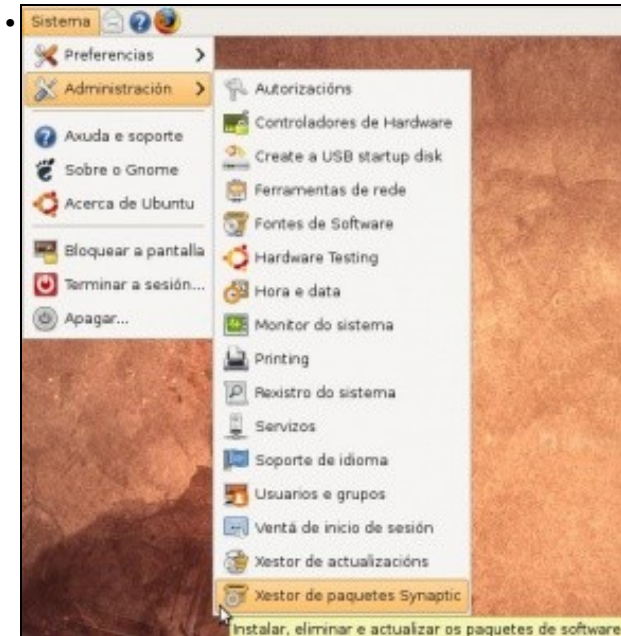 Sistema
Preferencias
Administración
Axuda e soporte
Sobre o Gnome
Acerca de Ubuntu
Bloquear a pantalla
Terminar a sesión...
Apagar...
Autorizacións
Controladores de Hardware
Create a USB startup disk
Ferramentas de rede
Fontes de Software
Hardware Testing
Hora e data
Monitor do sistema
Printing
Rexistro do sistema
Servizos
Soporte de idioma
Usuarios e grupos
Ventá de inicio de sesión
Xestor de actualizacións
Xestor de paquetes Synaptic
Instalar, eliminar e actualizar os paquetes de software